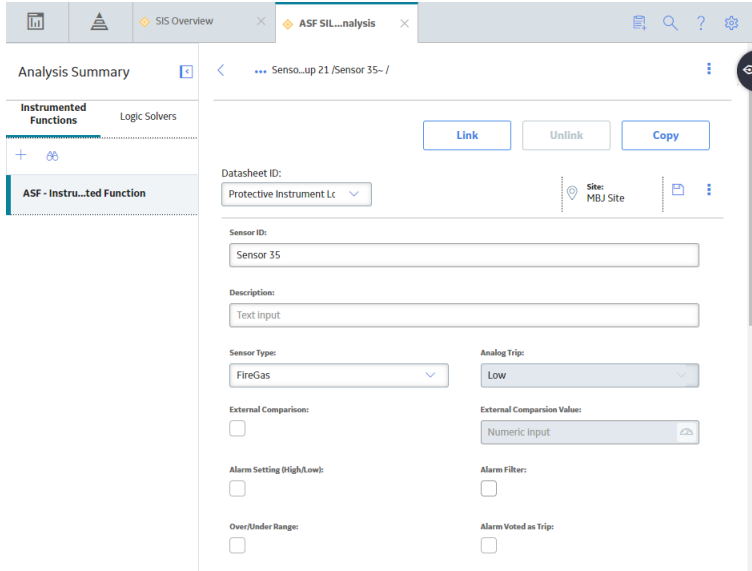 SIS Overview
ASF SIL...nalysis
Analysis Summary
... Senso...up 21 /Sensor 35~ /
Instrumented
Functions
Logic Solvers
Link
Unlink
Copy
Datasheet ID:
Protective Instrument Lc
Site:
MBJ Site
ASF - Instru...ted Function
Sensor ID:
Sensor 35
Description:
Text input
Sensor Type:
Analog Trip:
FireGas
Low
External Comparison:
External Comparsion Value:
Numeric input
Alarm Setting (High/Low):
Alarm Filter:
Over/Under Range:
Alarm Voted as Trip: